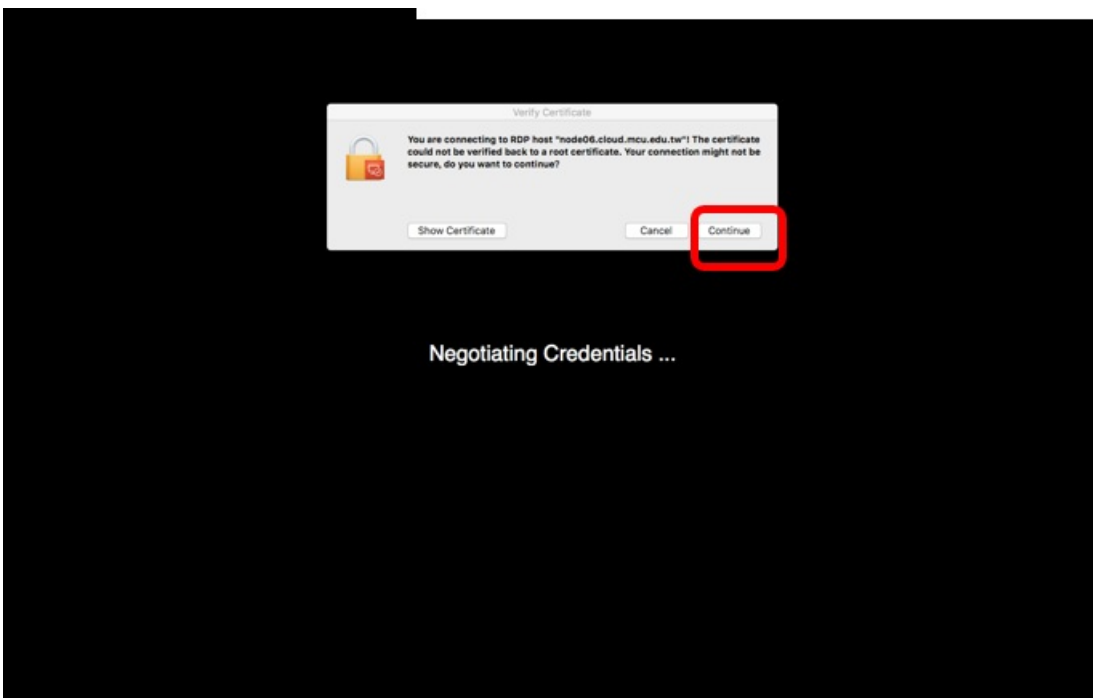 Verify Certificate
You are connecting to RDP host "node06.cloud.mcu.edu.tw"! The certificate
could not be verified back to a root certificate. Your connection might not be
secure, do you want to continue?
Show Certificate
Cancel
Continue
Negotiating Credentials ...